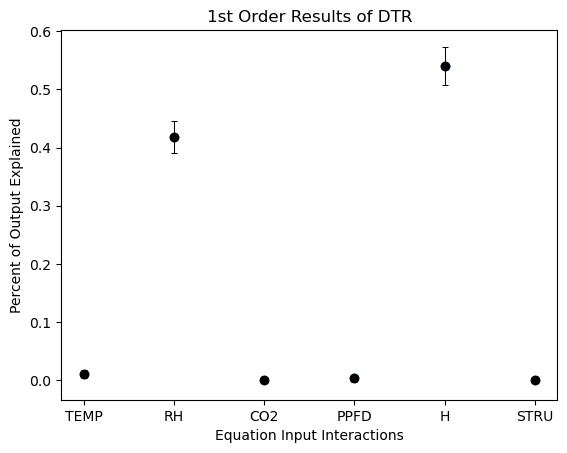 1st Order Results of DTR
Percent of Output Explained
0.6
0.5
0.4
0.3
0.2
0.1
0.0
TEMP RH CO2 PPFD H STRU
Equation Input Interactions